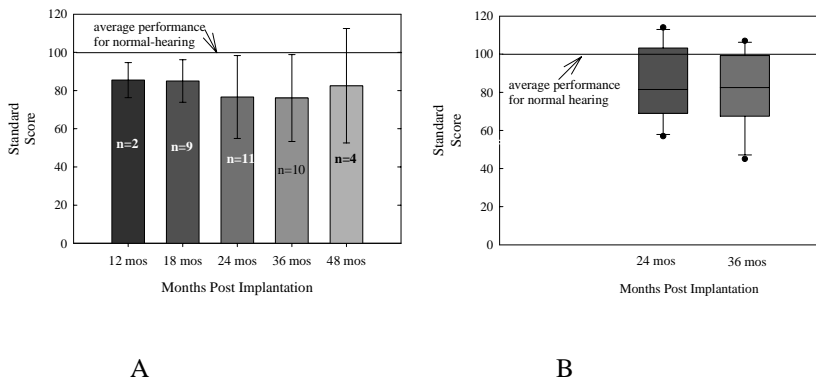 120
100
80
60
40
20
0
Standard
Score
average performance
for normal-hearing
n=2
n=9
n=11
n=10
n=4
12 mos
18 mos
24 mos
36 mos
48 mos
Months Post Implantation
A
120
100
80
60
40
20
0
Standard
Score
average performance
for normal hearing
24 mos
36 mos
Months Post Implantation
B